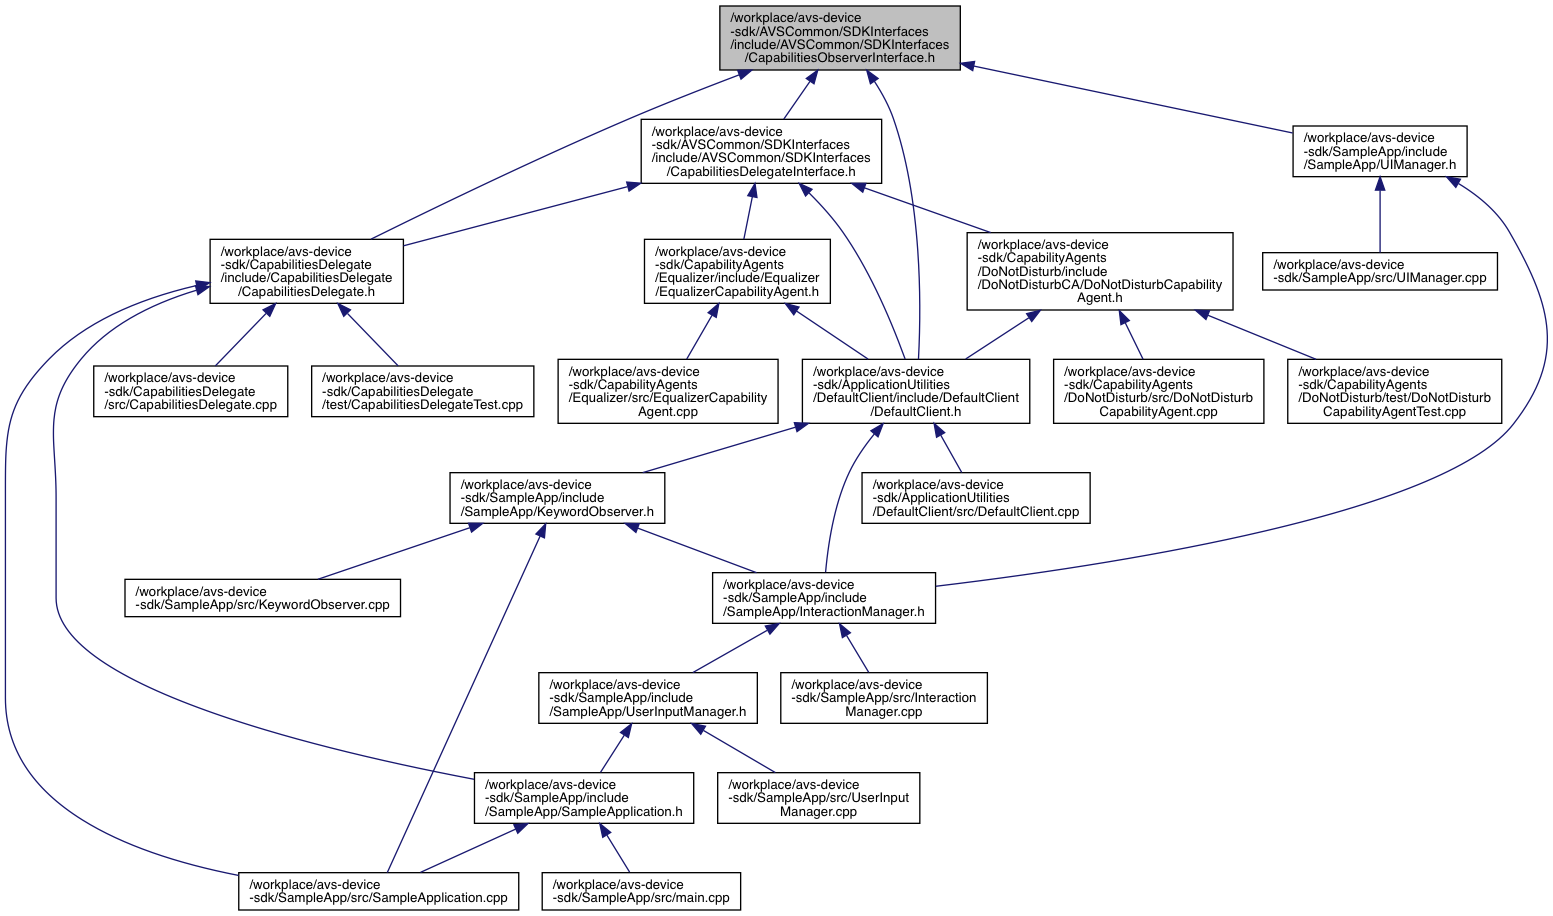 /workplace/avs-device
-sdk/AVSCommon/SDKInterfaces
/include/AVSCommon/SDKInterfaces
/CapabilitiesObserverInterface.h
/workplace/avs-device
-sdk/AVSCommon/SDKInterfaces
/include/AVSCommon/SDKInterfaces
/CapabilitiesDelegateInterface.h
/workplace/avs-device
-sdk/SampleApp/include
/SampleApp/UIManager.h
/workplace/avs-device
-sdk/CapabilitiesDelegate
/include/CapabilitiesDelegate
/CapabilitiesDelegate.h
/workplace/avs-device
-sdk/CapabilityAgents
/Equalizer/include/Equalizer
/EqualizerCapabilityAgent.h
/workplace/avs-device
-sdk/CapabilityAgents
/DoNotDisturb/include
/DoNotDisturbCA/DoNotDisturbCapability
Agent.h
/workplace/avs-device
-sdk/SampleApp/src/UIManager.cpp
/workplace/avs-device
-sdk/CapabilitiesDelegate
/src/CapabilitiesDelegate.cpp
/workplace/avs-device
-sdk/CapabilitiesDelegate
/test/CapabilitiesDelegateTest.cpp
/workplace/avs-device
-sdk/CapabilityAgents
/Equalizer/src/EqualizerCapability
Agent.cpp
/workplace/avs-device
-sdk/ApplicationUtilities
/DefaultClient/include/DefaultClient
/DefaultClient.h
/workplace/avs-device
-sdk/CapabilityAgents
/DoNotDisturb/src/DoNotDisturb
CapabilityAgent.cpp
/workplace/avs-device
-sdk/CapabilityAgents
/DoNotDisturb/test/DoNotDisturb
CapabilityAgentTest.cpp
/workplace/avs-device
-sdk/SampleApp/include
/SampleApp/KeywordObserver.h
/workplace/avs-device
-sdk/ApplicationUtilities
/DefaultClient/src/DefaultClient.cpp
/workplace/avs-device
-sdk/SampleApp/src/KeywordObserver.cpp
/workplace/avs-device
-sdk/SampleApp/include
/SampleApp/InteractionManager.h
/workplace/avs-device
-sdk/SampleApp/include
/SampleApp/UserInputManager.h
/workplace/avs-device
-sdk/SampleApp/src/Interaction
Manager.cpp
/workplace/avs-device
-sdk/SampleApp/include
/SampleApp/SampleApplication.h
/workplace/avs-device
-sdk/SampleApp/src/UserInput
Manager.cpp
/workplace/avs-device
-sdk/SampleApp/src/SampleApplication.cpp
/workplace/avs-device
-sdk/SampleApp/src/main.cpp